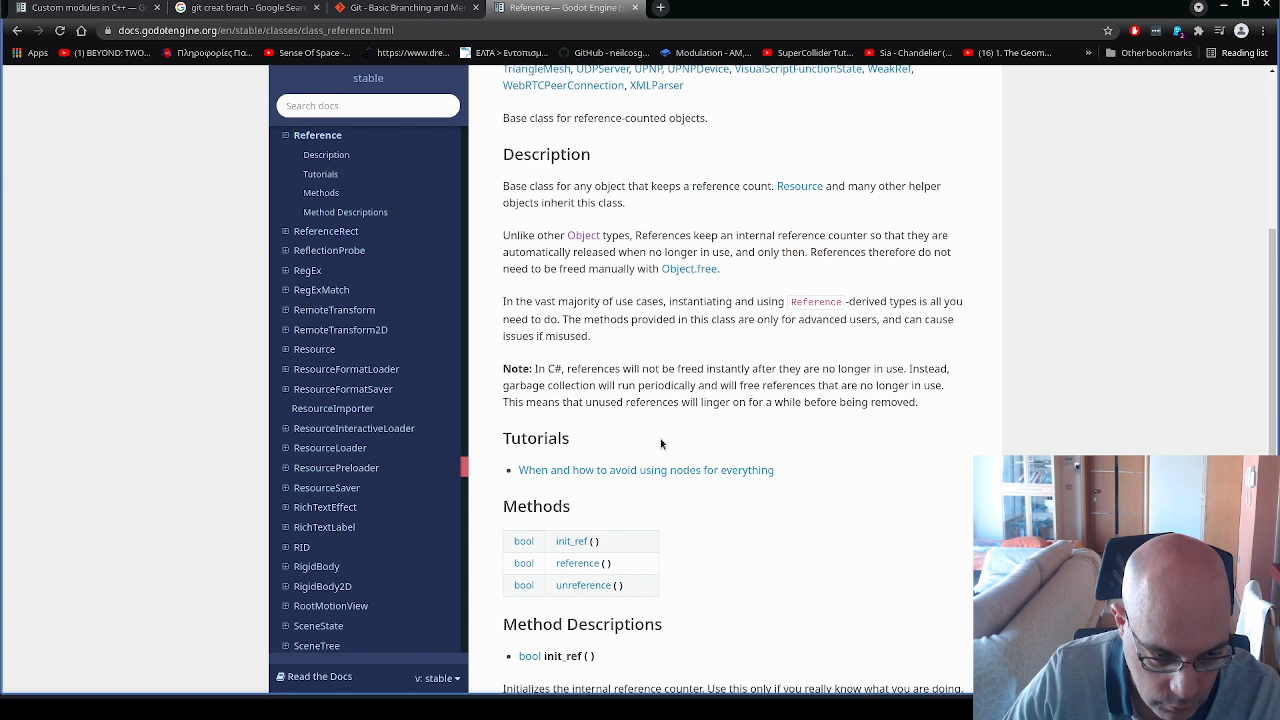 Custom modules in C++ — G
git creat brach - Google Sear
Git - Basic Branching and Me
Reference — Godot Engine (s
docs.godotengine.org/en/stable/classes/class_reference.html
Apps
(1) BEYOND: TWO...
Πληροφορίες Πα...
Sense Of Space -...
https://www.dre...
ΕΛΤΑ > Εντοπισμ...
GitHub - neilcosg...
Modulation - AM,...
SuperCollider Tut...
Sia - Chandelier (...
(16) 1. The Geom...
Other bookmarks
Reading list
stable
Search docs
Reference
Description
Tutorials
Methods
Method Descriptions
ReferenceRect
ReflectionProbe
RegEx
RegExMatch
RemoteTransform
RemoteTransform2D
Resource
ResourceFormatLoader
ResourceFormatSaver
ResourceImporter
ResourceInteractiveLoader
ResourceLoader
ResourcePreloader
ResourceSaver
RichTextEffect
RichTextLabel
RID
RigidBody
RigidBody2D
RootMotionView
SceneState
SceneTree
Read the Docs
v: stable
TriangleMesh, UDPServer, UPNP, UPNPDevice, VisualScriptFunctionState, WeakRef,
WebRTCPeerConnection, XMLParser
Base class for reference-counted objects.
Description
Base class for any object that keeps a reference count. Resource and many other helper
objects inherit this class.
Unlike other Object types, References keep an internal reference counter so that they are
automatically released when no longer in use, and only then. References therefore do not
need to be freed manually with Object.free.
In the vast majority of use cases, instantiating and using Reference -derived types is all you
need to do. The methods provided in this class are only for advanced users, and can cause
issues if misused.
Note: In C#, references will not be freed instantly after they are no longer in use. Instead,
garbage collection will run periodically and will free references that are no longer in use.
This means that unused references will linger on for a while before being removed.
Tutorials
When and how to avoid using nodes for everything
Methods
bool init_ref ( )
bool reference ( )
bool unreference ( )
Method Descriptions
bool init_ref ( )
Initializes the internal reference counter. Use this only if you really know what you are doing.